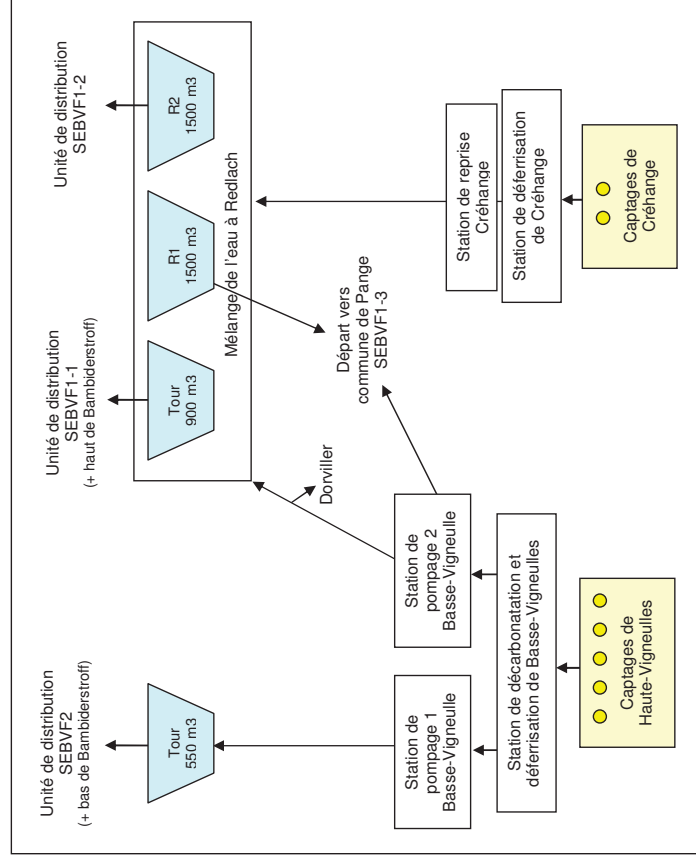 Unité de distribution
SEBVF2
(+ bas de Bambiderstroff)
Tour
550 m3
Station de
pompage 1
Basse-Vigneulle
Unité de distribution
SEBVF1-1
(+ haut de Bambiderstroff)
Unité de distribution
SEBVF1-2
Tour
900 m3
R1
1500 m3
R2
1500 m3
Mélange de l'eau à Redlach
Dorviller
Départ vers
commune de Pange
SEBVF1-3
Station de
pompage 2
Basse-Vigneulle
Station de décarbonatation et
déferrisation de Basse-Vigneulles
Captages de
Haute-Vigneulles
Station de reprise
Créhange
Station de déferrisation
de Créhange
Captages de
Créhange